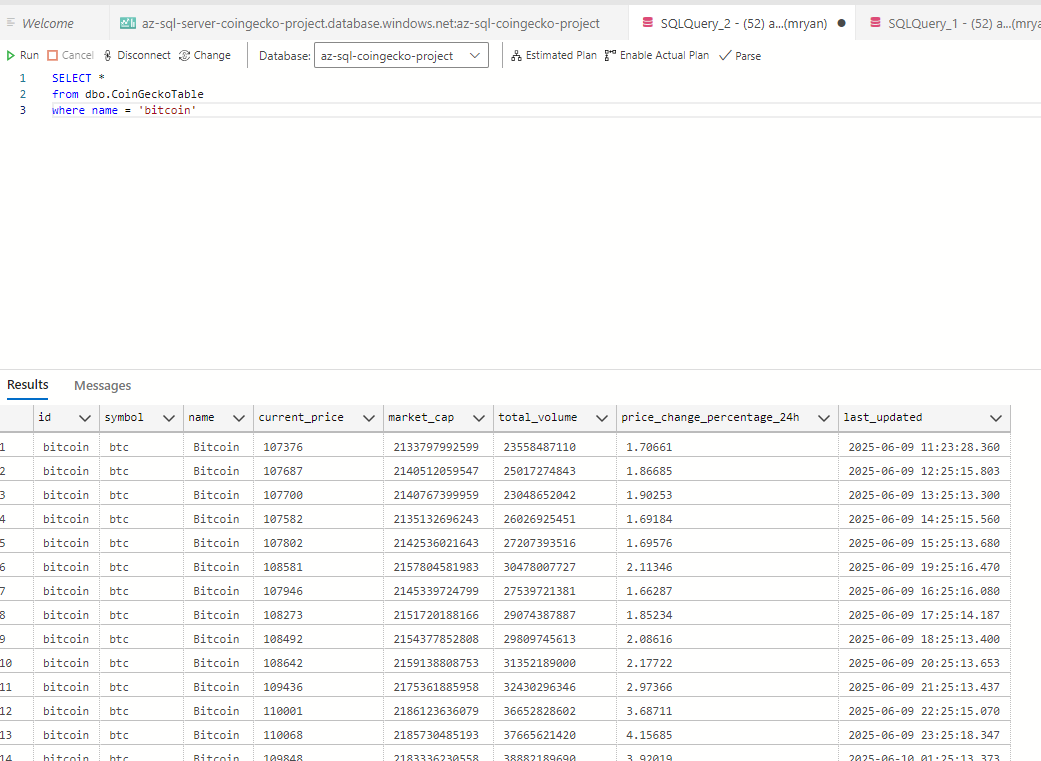 Welcome az-sql-server-coingecko-project.database.windows.net:az-sql-coingecko-project SQLQuery_2 - (52) a...(mryan) SQLQuery_1 - (52) a...(mrya
Run Cancel Disconnect Change Database: az-sql-coingecko-project Estimated Plan Enable Actual Plan Parse
1 SELECT *
2 from dbo.CoinGeckoTable
3 where name = 'bitcoin'
Results Messages
id symbol name current_price market_cap total_volume price_change_percentage_24h last_updated
1 bitcoin btc Bitcoin 107376 2133797992599 23558487110 1.70661 2025-06-09 11:23:28.360
2 bitcoin btc Bitcoin 107687 2140512059547 25017274843 1.86685 2025-06-09 12:25:15.803
3 bitcoin btc Bitcoin 107700 2140767399959 23048652042 1.90253 2025-06-09 13:25:13.300
4 bitcoin btc Bitcoin 107582 2135132696243 26026925451 1.69184 2025-06-09 14:25:15.560
5 bitcoin btc Bitcoin 107802 2142536021643 27207393516 1.69576 2025-06-09 15:25:13.680
6 bitcoin btc Bitcoin 108581 2157804581983 30478007727 2.11346 2025-06-09 19:25:16.470
7 bitcoin btc Bitcoin 107946 2145339724799 27539721381 1.66287 2025-06-09 16:25:16.080
8 bitcoin btc Bitcoin 108273 2151720188166 29074387887 1.85234 2025-06-09 17:25:14.187
9 bitcoin btc Bitcoin 108492 2154377852808 29809745613 2.08616 2025-06-09 18:25:13.400
10 bitcoin btc Bitcoin 108642 2159138808753 31352189000 2.17722 2025-06-09 20:25:13.653
11 bitcoin btc Bitcoin 109436 2175361885958 32430296346 2.97366 2025-06-09 21:25:13.437
12 bitcoin btc Bitcoin 110001 2186123636079 36652828602 3.68711 2025-06-09 22:25:15.070
13 bitcoin btc Bitcoin 110068 2185730485193 37665621420 4.15685 2025-06-09 23:25:18.347
14 bitcoin btc Bitcoin 109848 2183336230558 38882189690 3.92019 2025-06-10 01:25:13.373